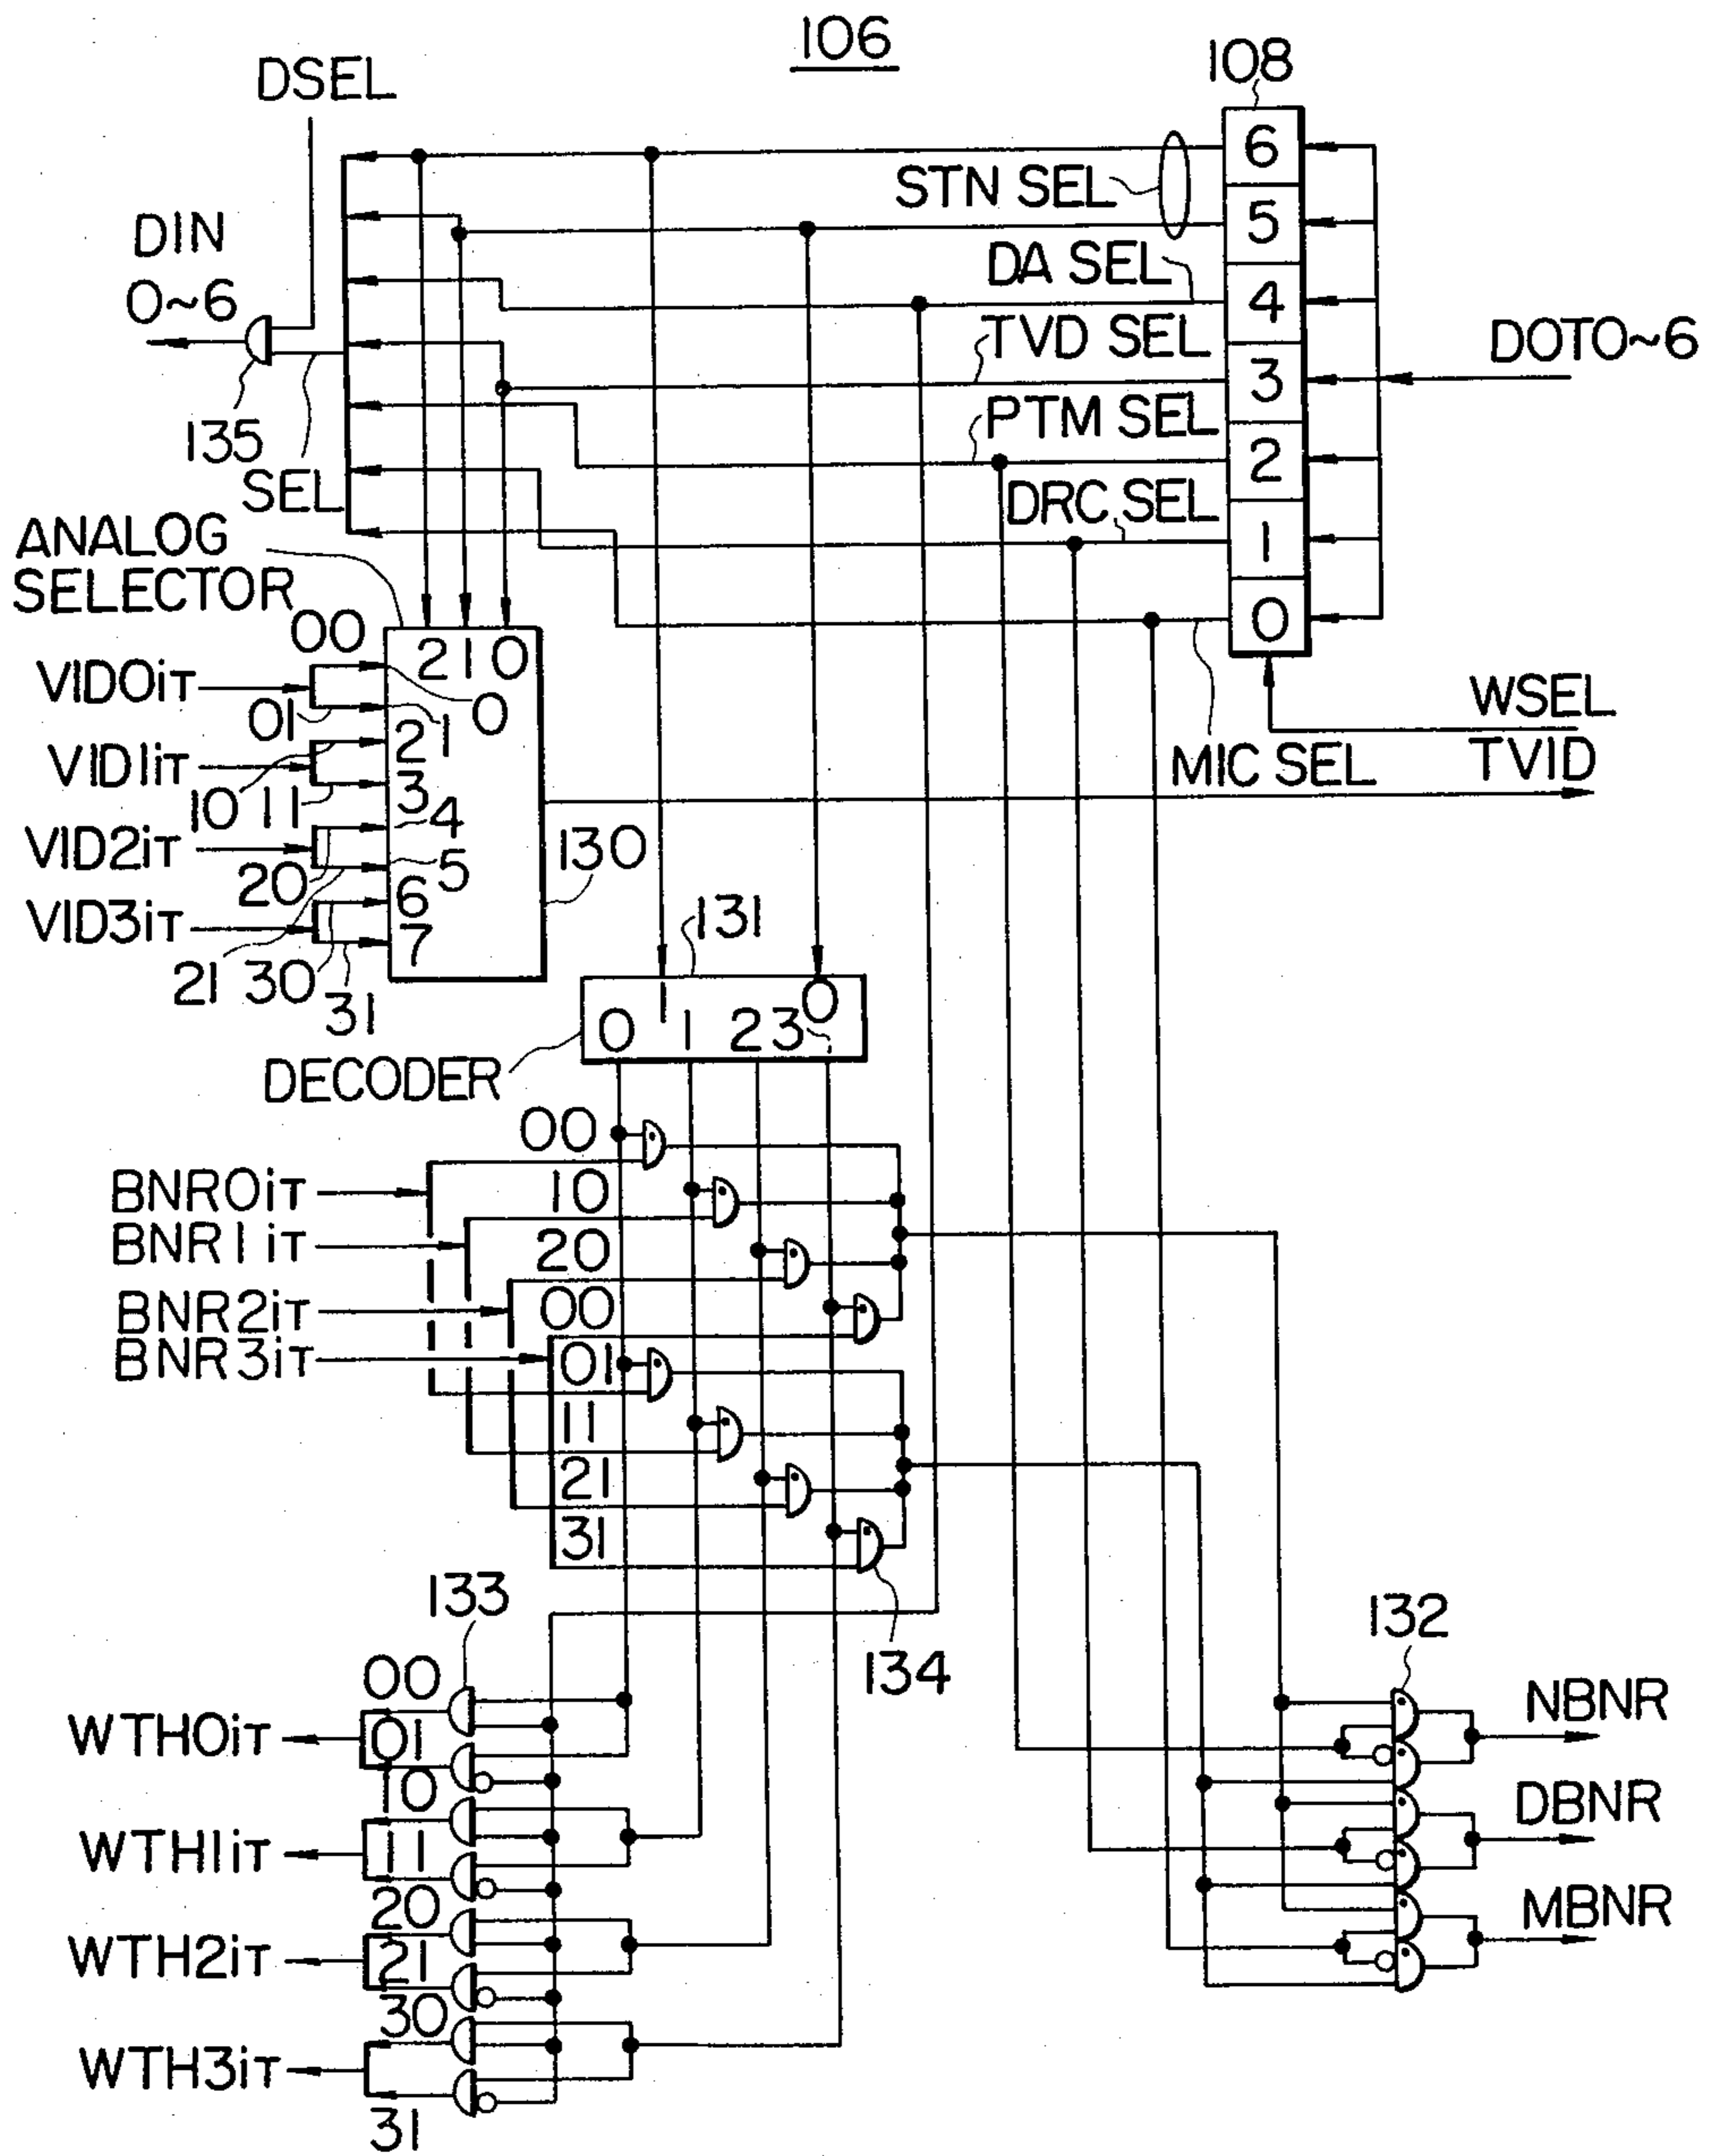 106
108
DSEL
6
STN SEL
5
DIN
0~6
DA SEL
4
TVD SEL
3
DOT0~6
135
SEL
PTM SEL
2
DRC SEL
1
ANALOG
SELECTOR
0
00
2 1 0
VID0iT
0
01
1
WSEL
VID1iT
2
MIC SEL
TVID
10 11
3
4
VID2iT
130
20
5
6
VID3iT
7
131
21 30
31
1
0
0 1 2 3
DECODER
00
BNR0iT
10
BNR1iT
20
BNR2iT
00
BNR3iT
01
11
21
31
133
134
132
00
NBNR
WTH0iT
01
10
DBNR
WTH1iT
11
20
MBNR
WTH2iT
21
30
WTH3iT
31